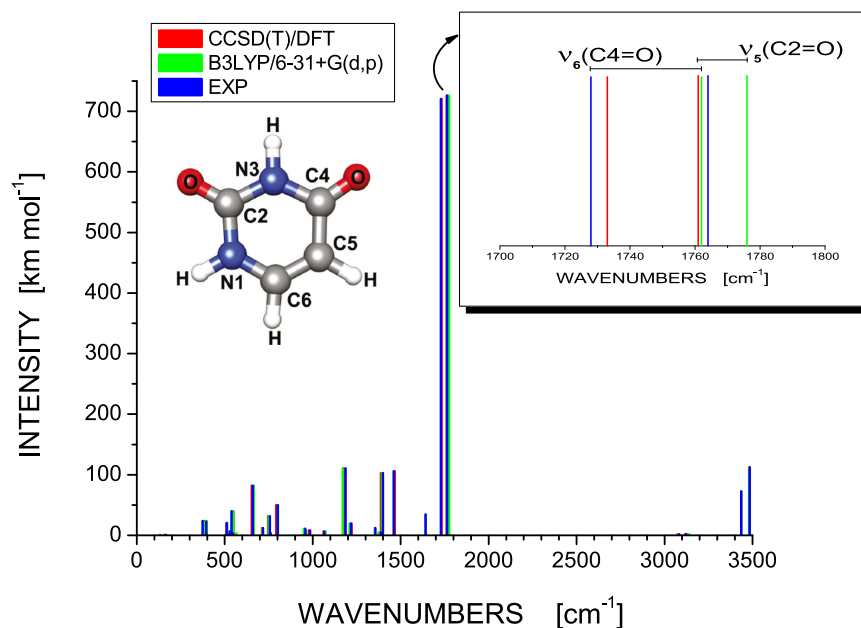 CCSD(T)/DFT
B3LYP/6-31+G(d,p)
EXP
ν6(C4=O)
ν5(C2=O)
1700 1720 1740 1760 1780 1800
WAVENUMBERS [cm-1]
H
N3 C4
O O
C2
C5
H N1 H
C6
H
INTENSITY [km mol-1]
700
600
500
400
300
200
100
0
0 500 1000 1500 2000 2500 3000 3500
WAVENUMBERS [cm-1]